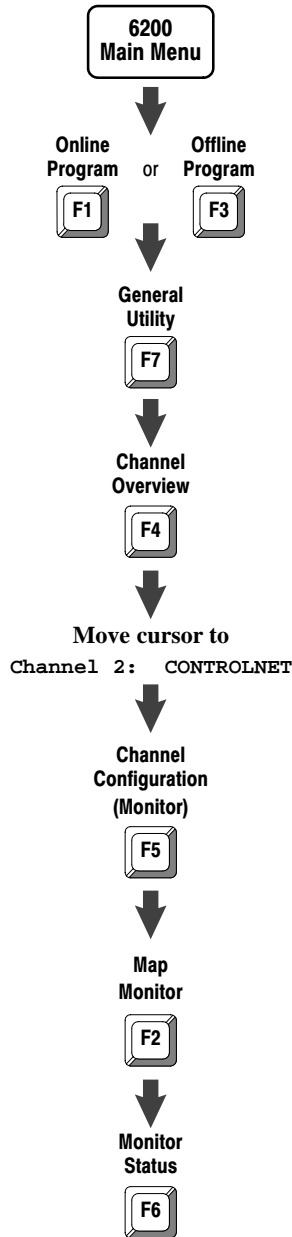 6200
Main Menu
Online
Program
or
Offline
Program
F1
F3
General
Utility
F7
Channel
Overview
F4
Move cursor to
Channel 2:  CONTROLNET
Channel
Configuration
(Monitor)
F5
Map
Monitor
F2
Monitor
Status
F6